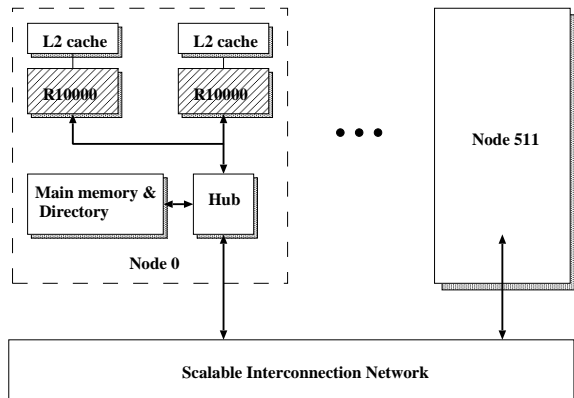 L2 cache
L2 cache
R10000
R10000
Main memory &
Directory
Hub
Node 0
Node 511
Scalable Interconnection Network